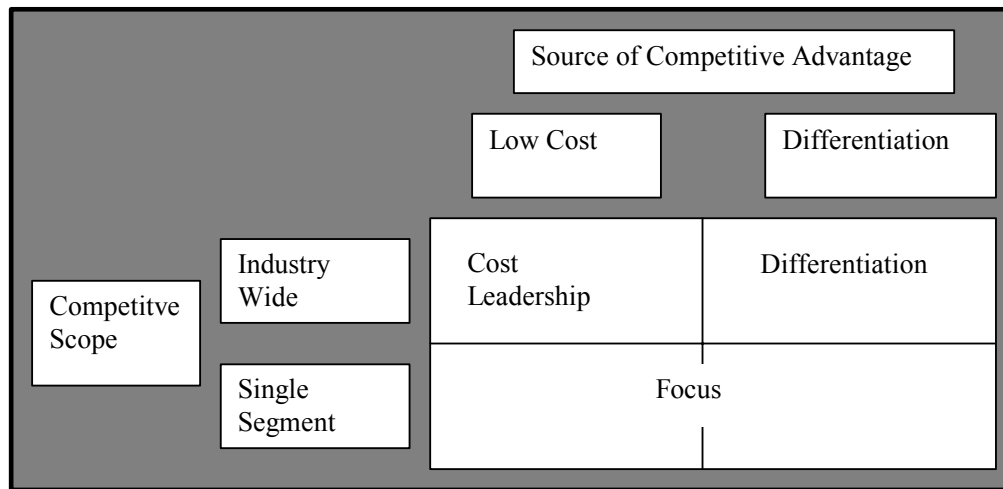 Source of Competitive Advantage
Low Cost
Differentiation
Industry
Wide
Cost
Leadership
Differentiation
Competitve
Scope
Single
Segment
Focus